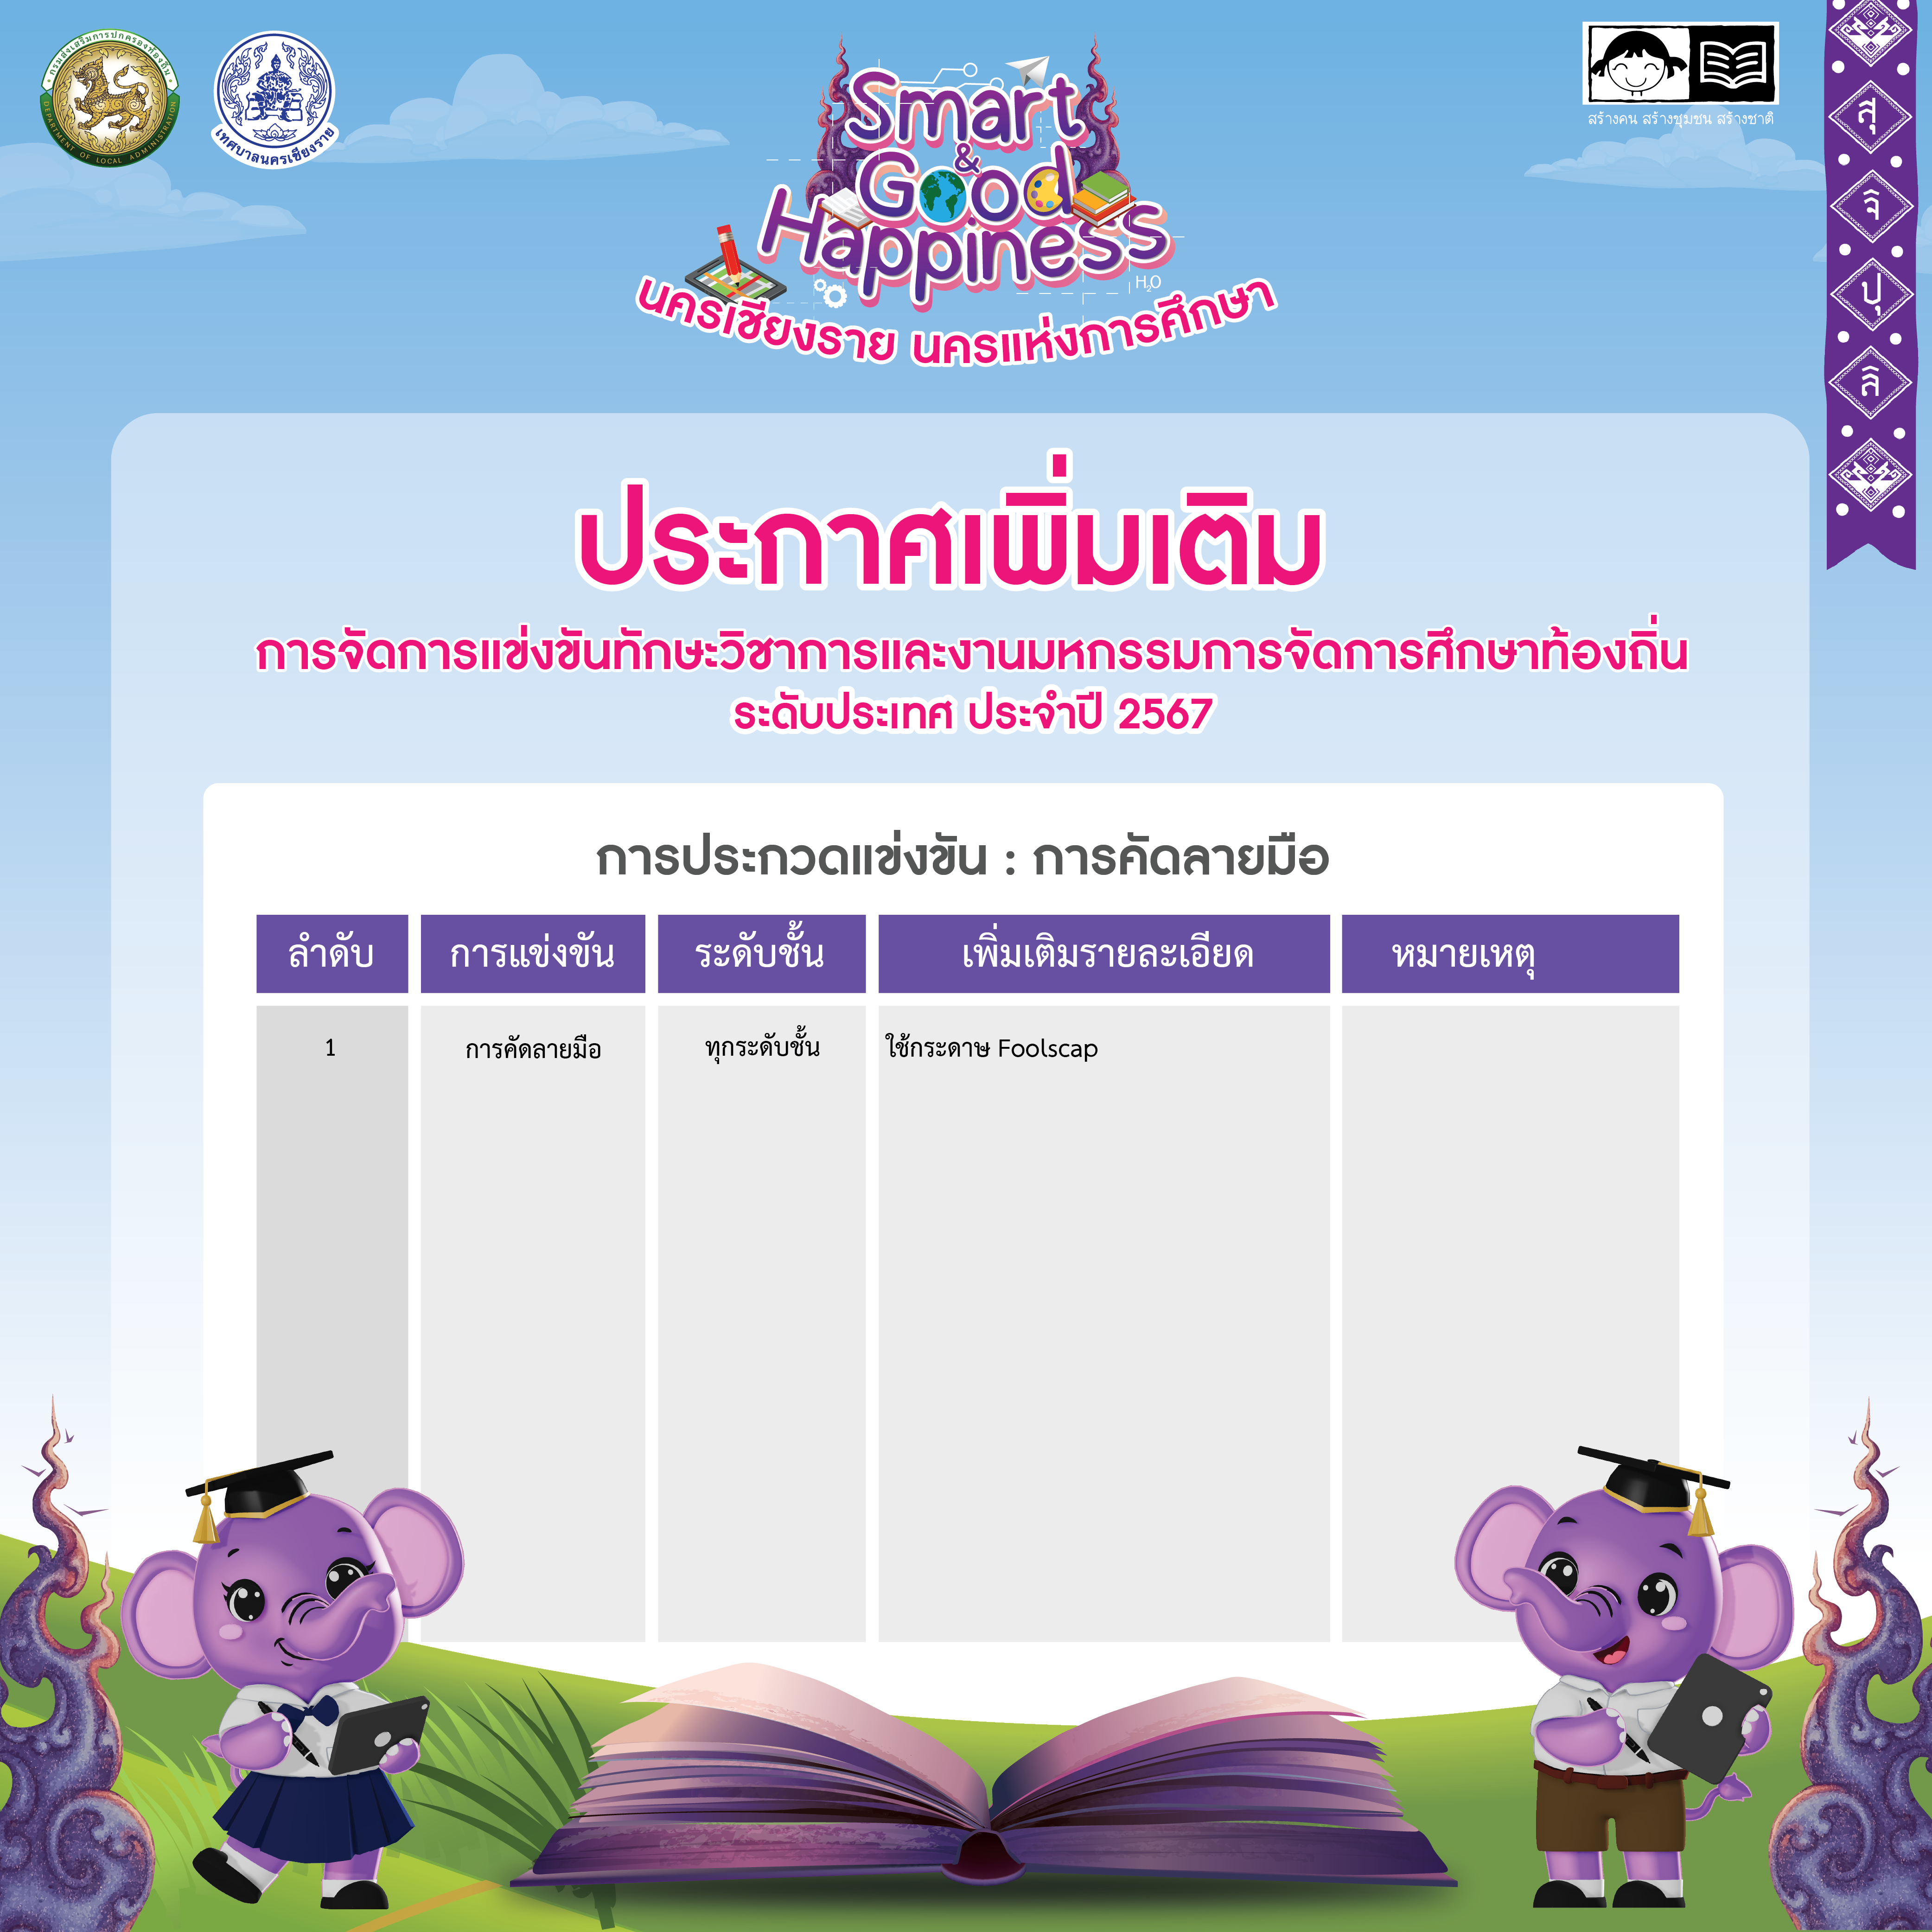 กรมส่งเสริมการปกครองท้องถิ่น
DEPARTMENT OF LOCAL ADMINISTRATION
เทศบาลนครเชียงราย
Smart
&
Good
Happiness
H₂O
นครเชียงราย นครแห่งการศึกษา
สร้างคน สร้างชุมชน สร้างชาติ
สุ
จิ
ปุ
ลิ
ประกาศเพิ่มเติม
การจัดการแข่งขันทักษะวิชาการและงานมหกรรมการจัดการศึกษาท้องถิ่น
ระดับประเทศ ประจำปี 2567
การประกวดแข่งขัน : การคัดลายมือ
ลำดับ การแข่งขัน ระดับชั้น เพิ่มเติมรายละเอียด หมายเหตุ
1 การคัดลายมือ ทุกระดับชั้น ใช้กระดาษ Foolscap